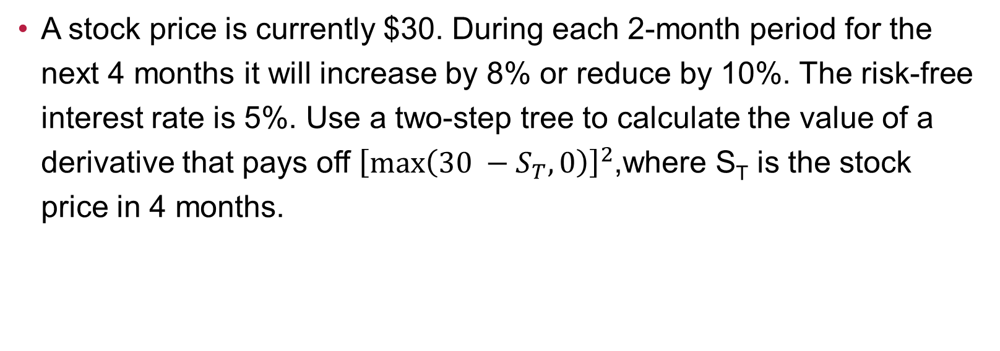 • A stock price is currently $30. During each 2-month period for the
next 4 months it will increase by 8% or reduce by 10%. The risk-free
interest rate is 5%. Use a two-step tree to calculate the value of a
derivative that pays off [max(30 − S_T, 0)]²,where S_T is the stock
price in 4 months.